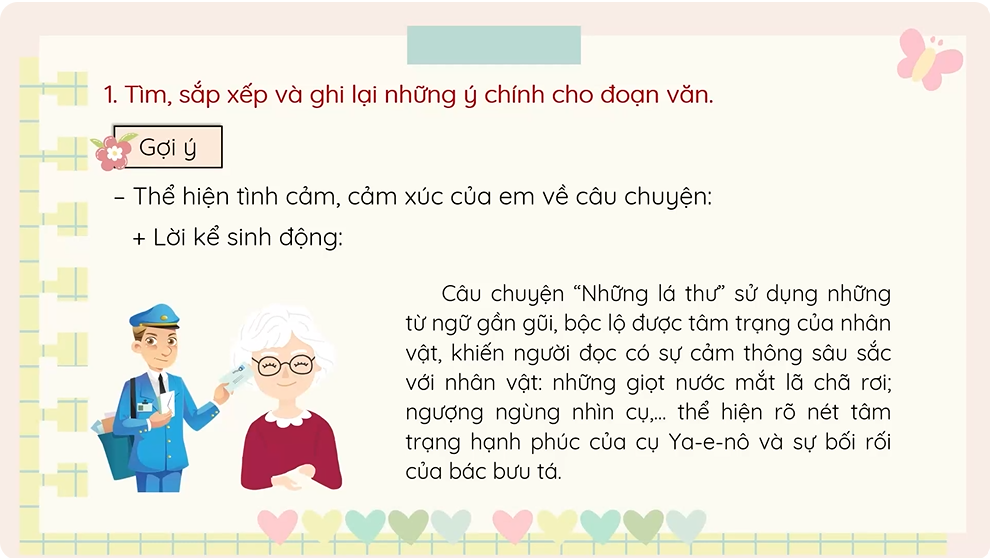 1. Tìm, sắp xếp và ghi lại những ý chính cho đoạn văn.
Gợi ý
– Thể hiện tình cảm, cảm xúc của em về câu chuyện:
+ Lời kể sinh động:
Câu chuyện “Những lá thư” sử dụng những
từ ngữ gần gũi, bộc lộ được tâm trạng của nhân
vật, khiến người đọc có sự cảm thông sâu sắc
với nhân vật: những giọt nước mắt lã chã rơi;
ngượng ngùng nhìn cụ,... thể hiện rõ nét tâm
trạng hạnh phúc của cụ Ya-e-nô và sự bối rối
của bác bưu tá.